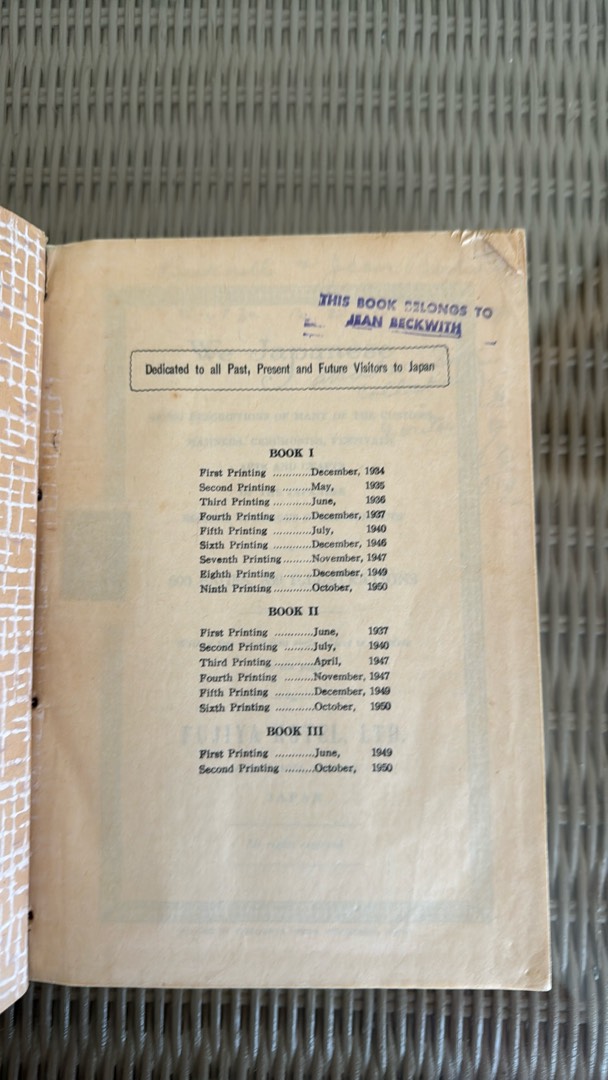 THIS BOOK BELONGS TO
JEAN BECKWITH
Dedicated to all Past, Present and Future Visitors to Japan
BOOK I
First Printing ............December, 1934
Second Printing .........May, 1935
Third Printing ............June, 1936
Fourth Printing .........December, 1937
Fifth Printing ............July, 1940
Sixth Printing ............December, 1946
Seventh Printing.........November, 1947
Eighth Printing .........December, 1949
Ninth Printing............October, 1950
BOOK II
First Printing ............June, 1937
Second Printing .........July, 1940
Third Printing ............April, 1947
Fourth Printing .........November, 1947
Fifth Printing ............December, 1949
Sixth Printing ............October, 1950
BOOK III
First Printing ............June, 1949
Second Printing .........October, 1950
FUJIYA HOTEL, LTD.
JAPAN